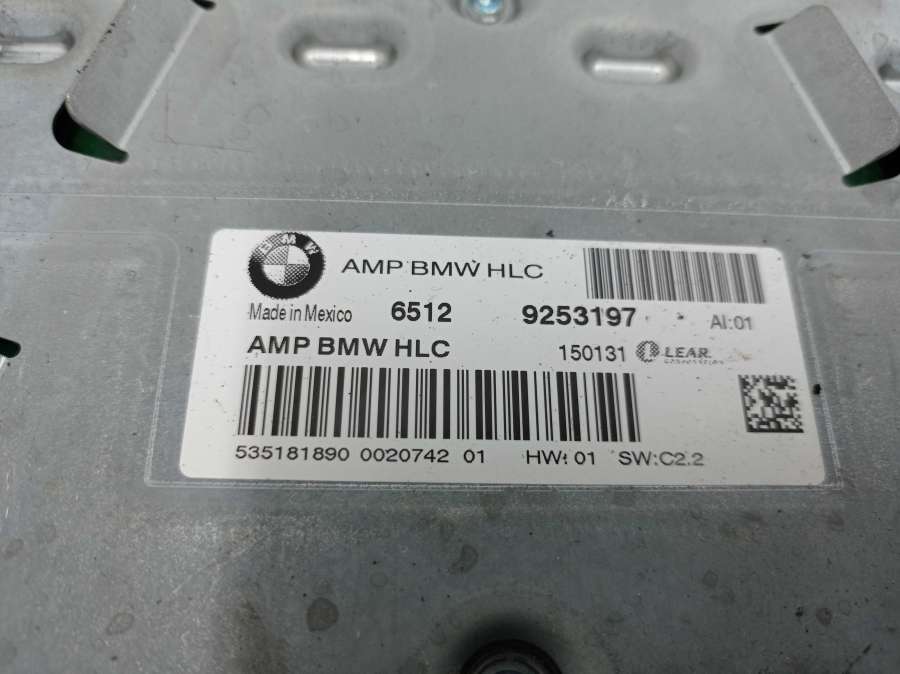 BMW
AMP BMW HLC
Made in Mexico 6512 9253197 AI:01
AMP BMW HLC 150131 LEAR
CORPORATION
535181890 0020742 01 HW: 01 SW:C2.2